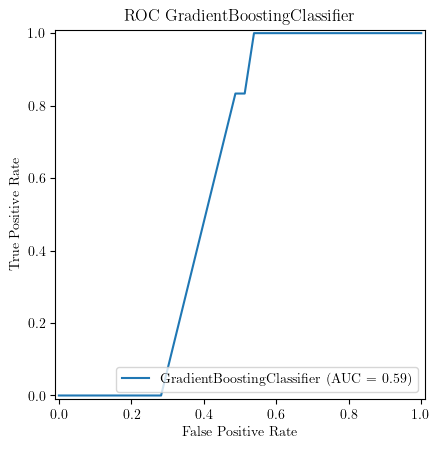 ROC GradientBoostingClassifier
1.0
0.8
0.6
0.4
0.2
0.0
True Positive Rate
GradientBoostingClassifier (AUC = 0.59)
0.0 0.2 0.4 0.6 0.8 1.0
False Positive Rate